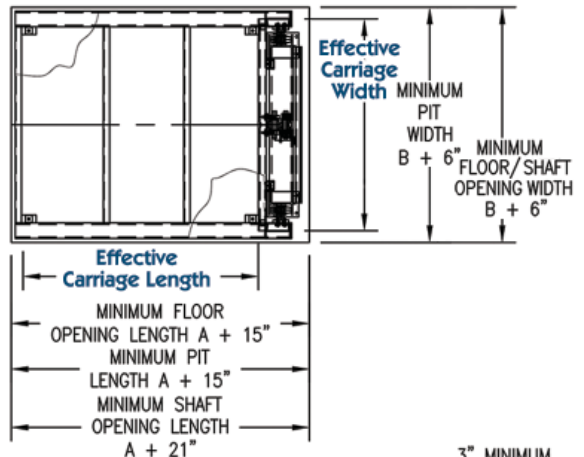 Effective
Carriage
Width
MINIMUM
PIT
WIDTH
B + 6"
MINIMUM
FLOOR/SHAFT
OPENING WIDTH
B + 6"
Effective
Carriage Length
MINIMUM FLOOR
OPENING LENGTH A + 15"
MINIMUM PIT
LENGTH A + 15"
MINIMUM SHAFT
OPENING LENGTH
A + 21"
3" MINIMUM